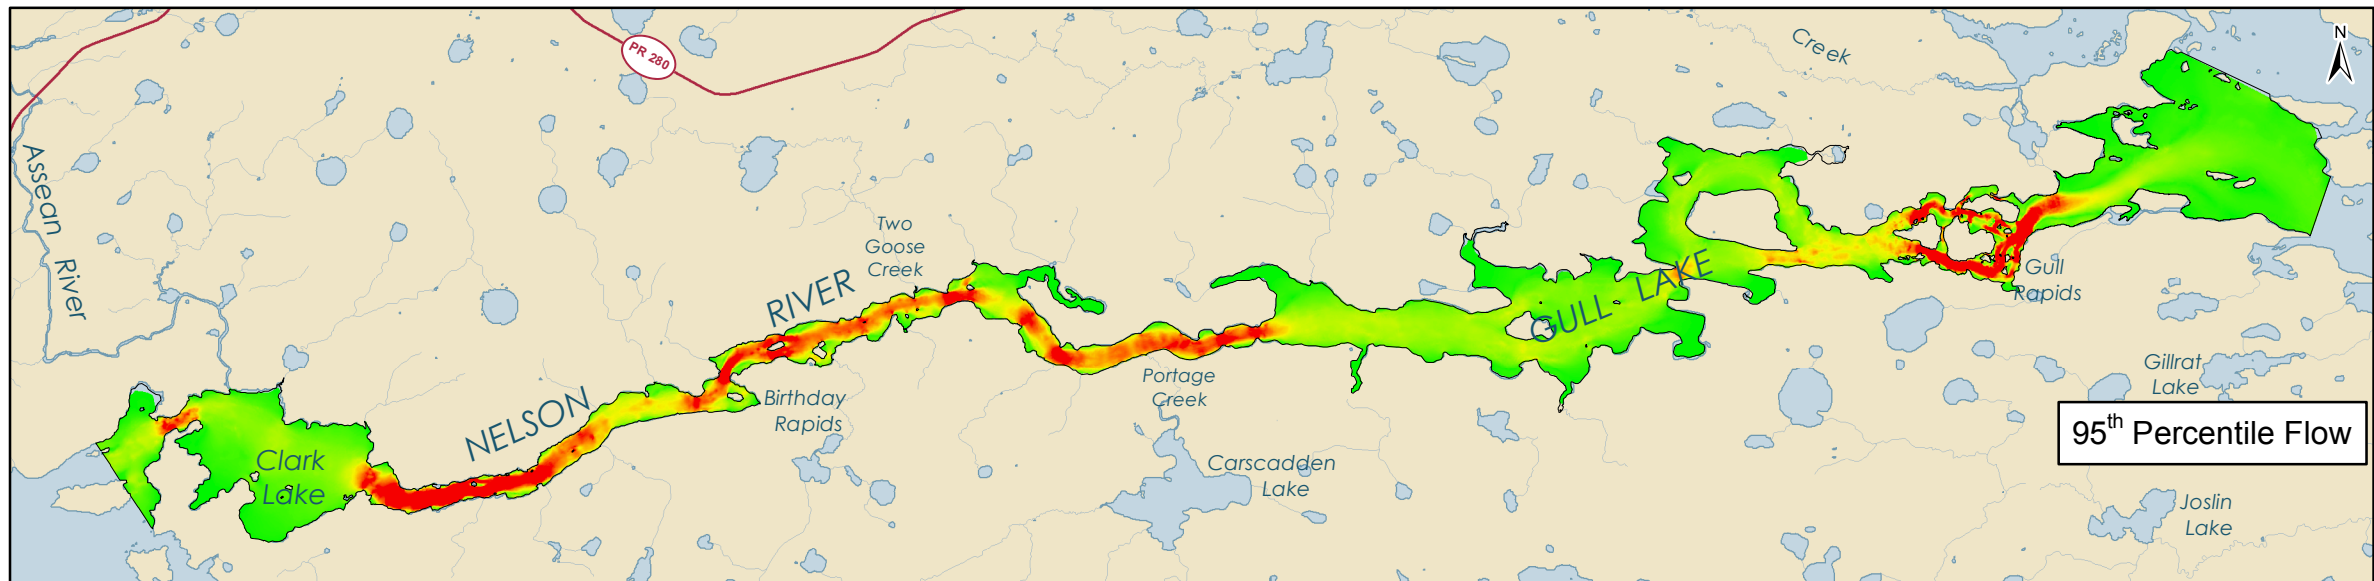 PR 280
Creek
N
Assean
River
Two
Goose
Creek
RIVER
GULL LAKE
Gull
Rapids
Portage
Creek
Gillrat
Lake
NELSON
Birthday
Rapids
95th Percentile Flow
Clark
Lake
Carscadden
Lake
Joslin
Lake